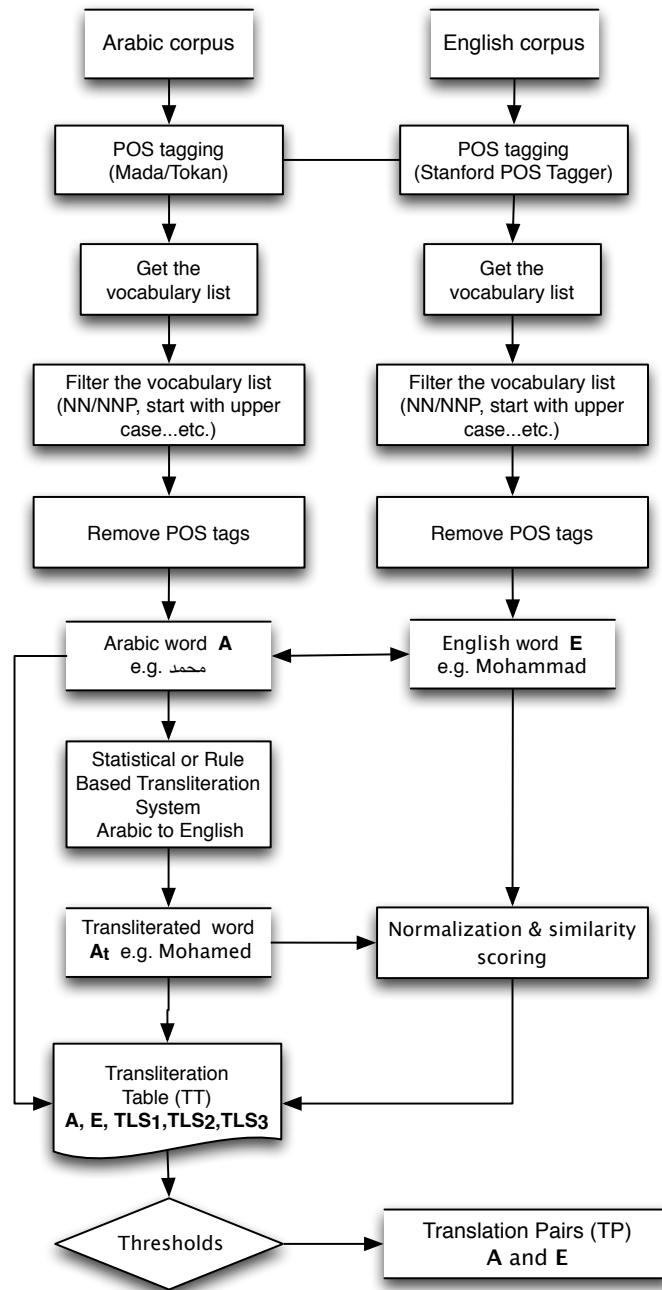 Arabic corpus
English corpus
POS tagging
(Mada/Tokan)
POS tagging
(Stanford POS Tagger)
Get the
vocabulary list
Get the
vocabulary list
Filter the vocabulary list
(NN/NNP, start with upper
case...etc.)
Filter the vocabulary list
(NN/NNP, start with upper
case...etc.)
Remove POS tags
Remove POS tags
Arabic word A
e.g. محمد
English word E
e.g. Mohammad
Statistical or Rule
Based Transliteration
System
Arabic to English
Transliterated word
At e.g. Mohamed
Normalization & similarity
scoring
Transliteration
Table (TT)
A, E, TLS1,TLS2,TLS3
Thresholds
Translation Pairs (TP)
A and E